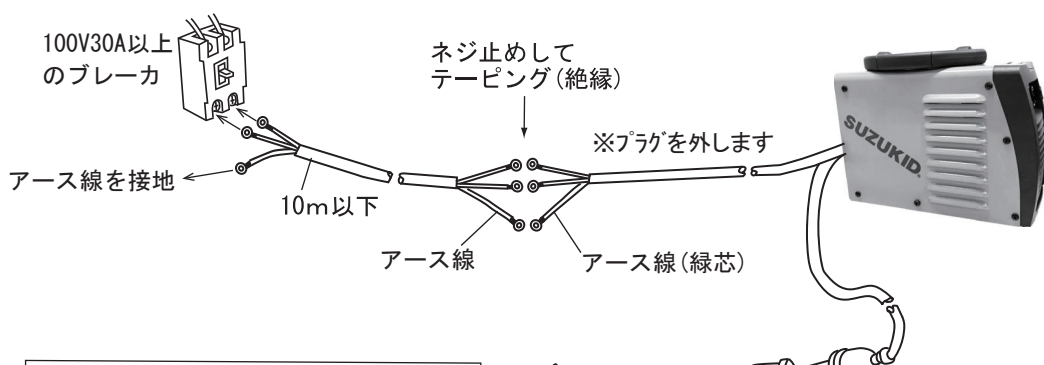 100V30A以上
のブレーカ
ネジ止めして
テーピング(絶縁)
※プラグを外します
SUZUKID
アース線を接地
10m以下
アース線
アース線(緑芯)